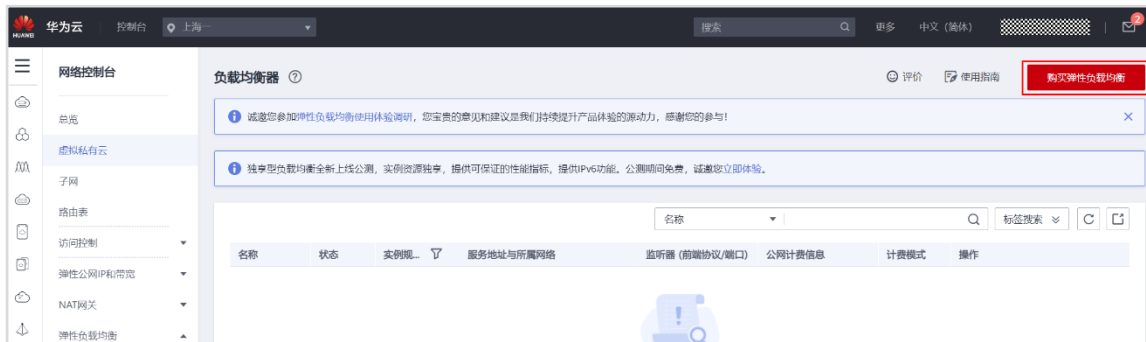 HUAWEI 华为云 控制台 上海一 搜索 更多 中文 (简体) 2
网络控制台
总览
虚拟私有云
子网
路由表
访问控制
弹性公网IP和带宽
NAT网关
弹性负载均衡
负载均衡器 评价 使用指南 购买弹性负载均衡
诚邀您参加弹性负载均衡使用体验调研，您宝贵的意见和建议是我们持续提升产品体验的源动力，感谢您的参与！
独享型负载均衡全新上线公测，实例资源独享，提供可保证的性能指标，提供IPv6功能。公测期间免费，诚邀您立即体验。
名称 标签搜索
名称 状态 实例规... 服务地址与所属网络 监听器 (前端协议/端口) 公网计费信息 计费模式 操作